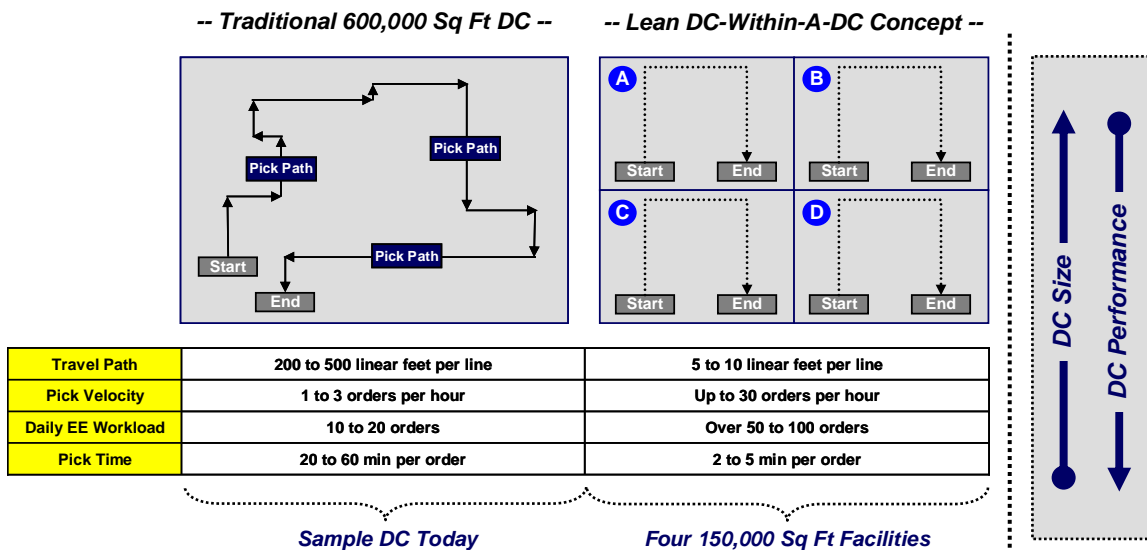 -- Traditional 600,000 Sq Ft DC --
-- Lean DC-Within-A-DC Concept --
Pick Path
Pick Path
Pick Path
Start
End
A
Start
End
B
Start
End
C
Start
End
D
Start
End
DC Size
DC Performance
Travel Path 200 to 500 linear feet per line 5 to 10 linear feet per line
Pick Velocity 1 to 3 orders per hour Up to 30 orders per hour
Daily EE Workload 10 to 20 orders Over 50 to 100 orders
Pick Time 20 to 60 min per order 2 to 5 min per order
Sample DC Today
Four 150,000 Sq Ft Facilities